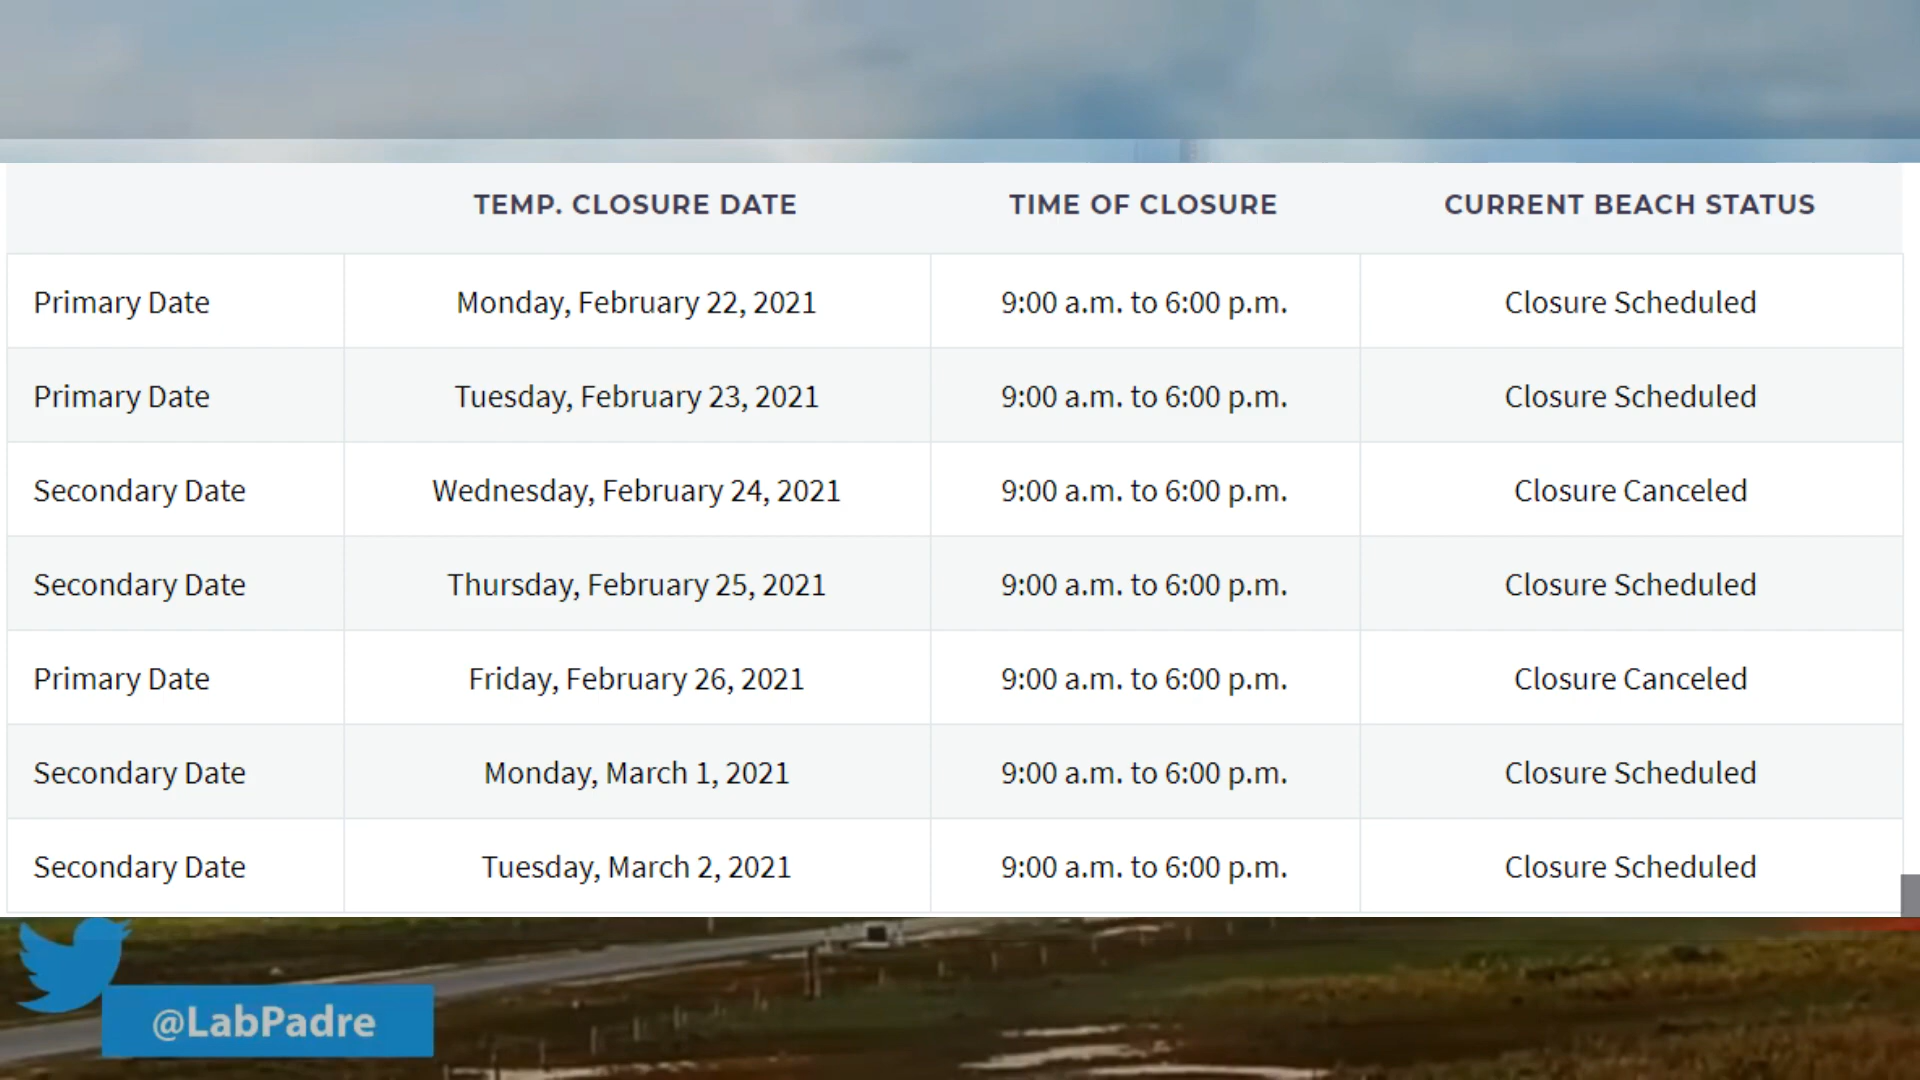 TEMP. CLOSURE DATE TIME OF CLOSURE CURRENT BEACH STATUS
Primary Date Monday, February 22, 2021 9:00 a.m. to 6:00 p.m. Closure Scheduled
Primary Date Tuesday, February 23, 2021 9:00 a.m. to 6:00 p.m. Closure Scheduled
Secondary Date Wednesday, February 24, 2021 9:00 a.m. to 6:00 p.m. Closure Canceled
Secondary Date Thursday, February 25, 2021 9:00 a.m. to 6:00 p.m. Closure Scheduled
Primary Date Friday, February 26, 2021 9:00 a.m. to 6:00 p.m. Closure Canceled
Secondary Date Monday, March 1, 2021 9:00 a.m. to 6:00 p.m. Closure Scheduled
Secondary Date Tuesday, March 2, 2021 9:00 a.m. to 6:00 p.m. Closure Scheduled
@LabPadre